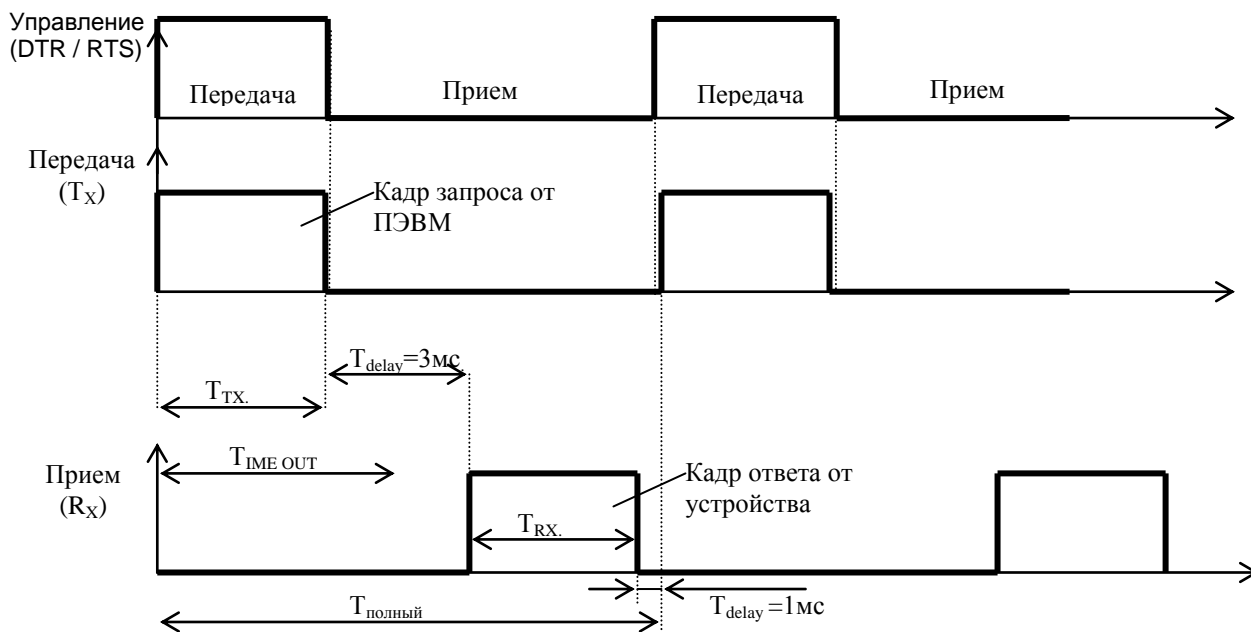 Управление
(DTR / RTS)
Передача
Прием
Передача
Прием
Передача
(TX)
Кадр запроса от
ПЭВМ
Tdelay=3мс
TTX.
Прием
(RX)
TIME OUT
Кадр ответа от
устройства
TRX.
Tполный
Tdelay =1мс